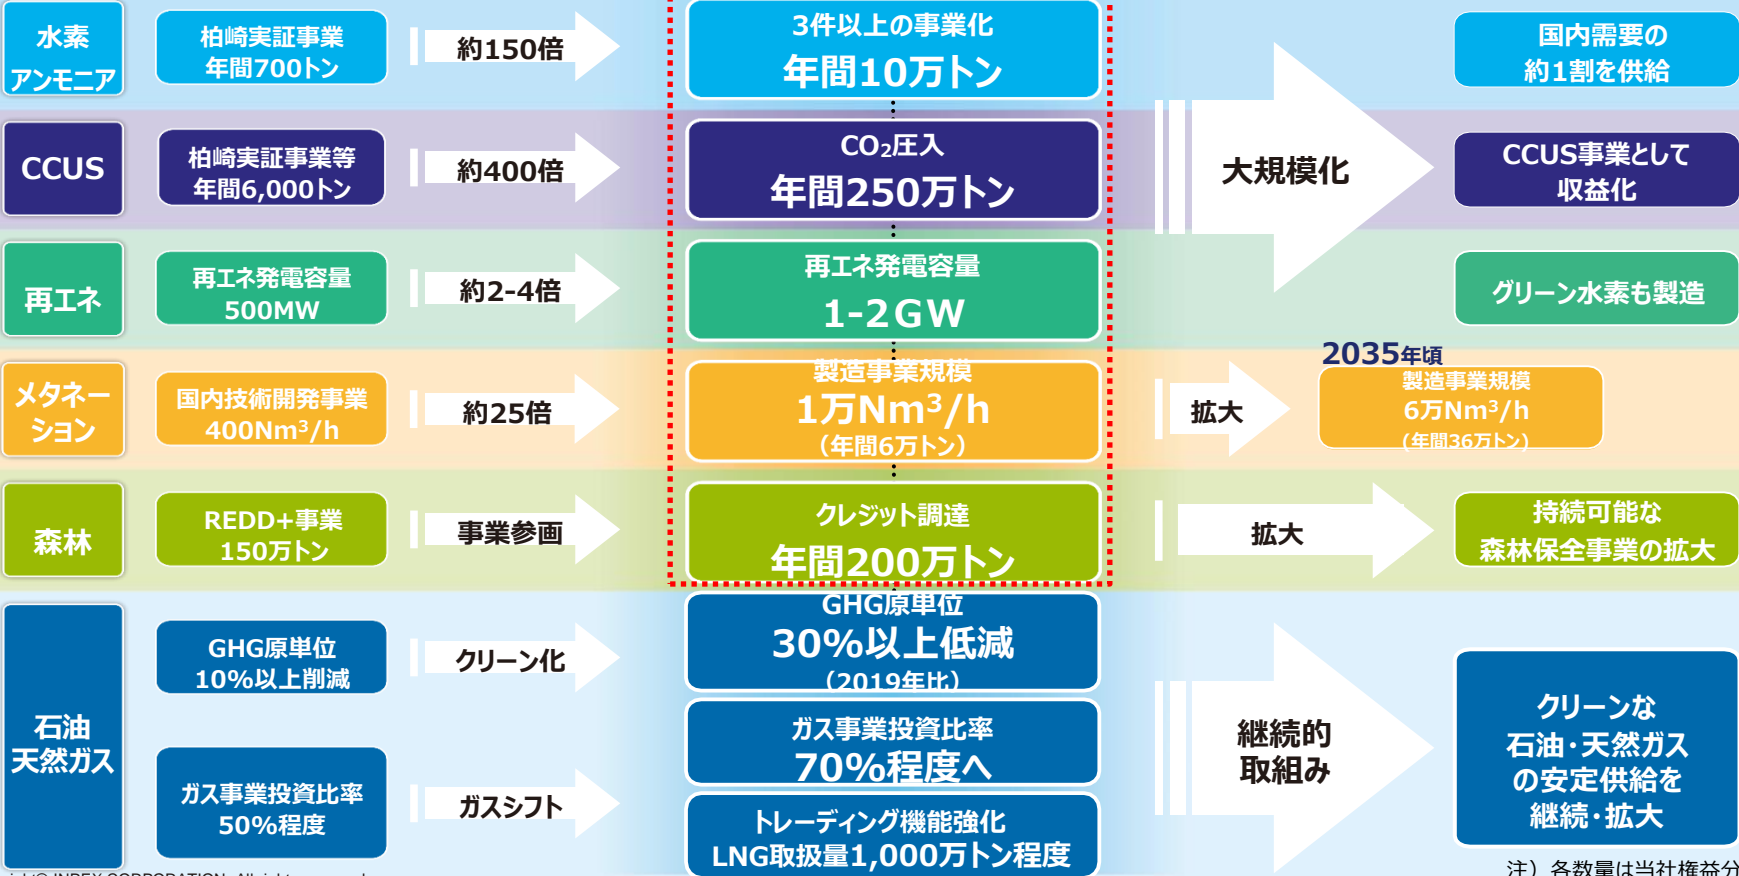 水素
アンモニア
柏崎実証事業
年間700トン
約150倍
3件以上の事業化
年間10万トン
国内需要の
約1割を供給
CCUS
柏崎実証事業等
年間6,000トン
約400倍
CO₂圧入
年間250万トン
大規模化
CCUS事業として
収益化
再エネ
再エネ発電容量
500MW
約2-4倍
再エネ発電容量
1-2GW
グリーン水素も製造
メタネー
ション
国内技術開発事業
400Nm³/h
約25倍
製造事業規模
1万Nm³/h
(年間6万トン)
拡大
2035年頃
製造事業規模
6万Nm³/h
(年間36万トン)
森林
REDD+事業
150万トン
事業参画
クレジット調達
年間200万トン
拡大
持続可能な
森林保全事業の拡大
石油
天然ガス
GHG原単位
10%以上削減
クリーン化
GHG原単位
30%以上低減
(2019年比)
ガス事業投資比率
50%程度
ガスシフト
ガス事業投資比率
70%程度へ
トレーディング機能強化
LNG取扱量1,000万トン程度
継続的
取組み
クリーンな
石油・天然ガス
の安定供給を
継続・拡大
注）各数量は当社権益分